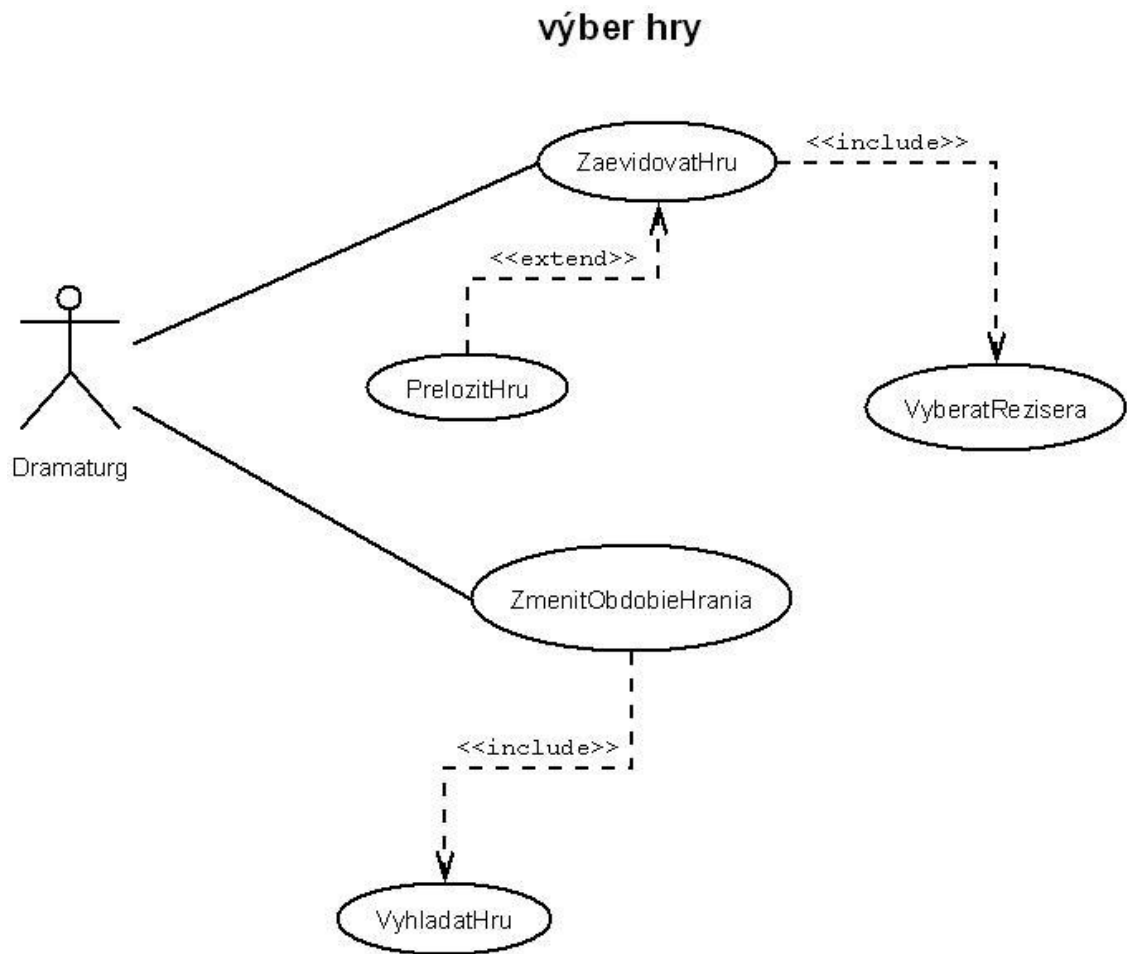 výber hry
<<include>>
ZaevidovatHru
<<extend>>
PrelozitHru
VyberatRezisera
Dramaturg
ZmenitObdobieHrania
<<include>>
VyhladatHru